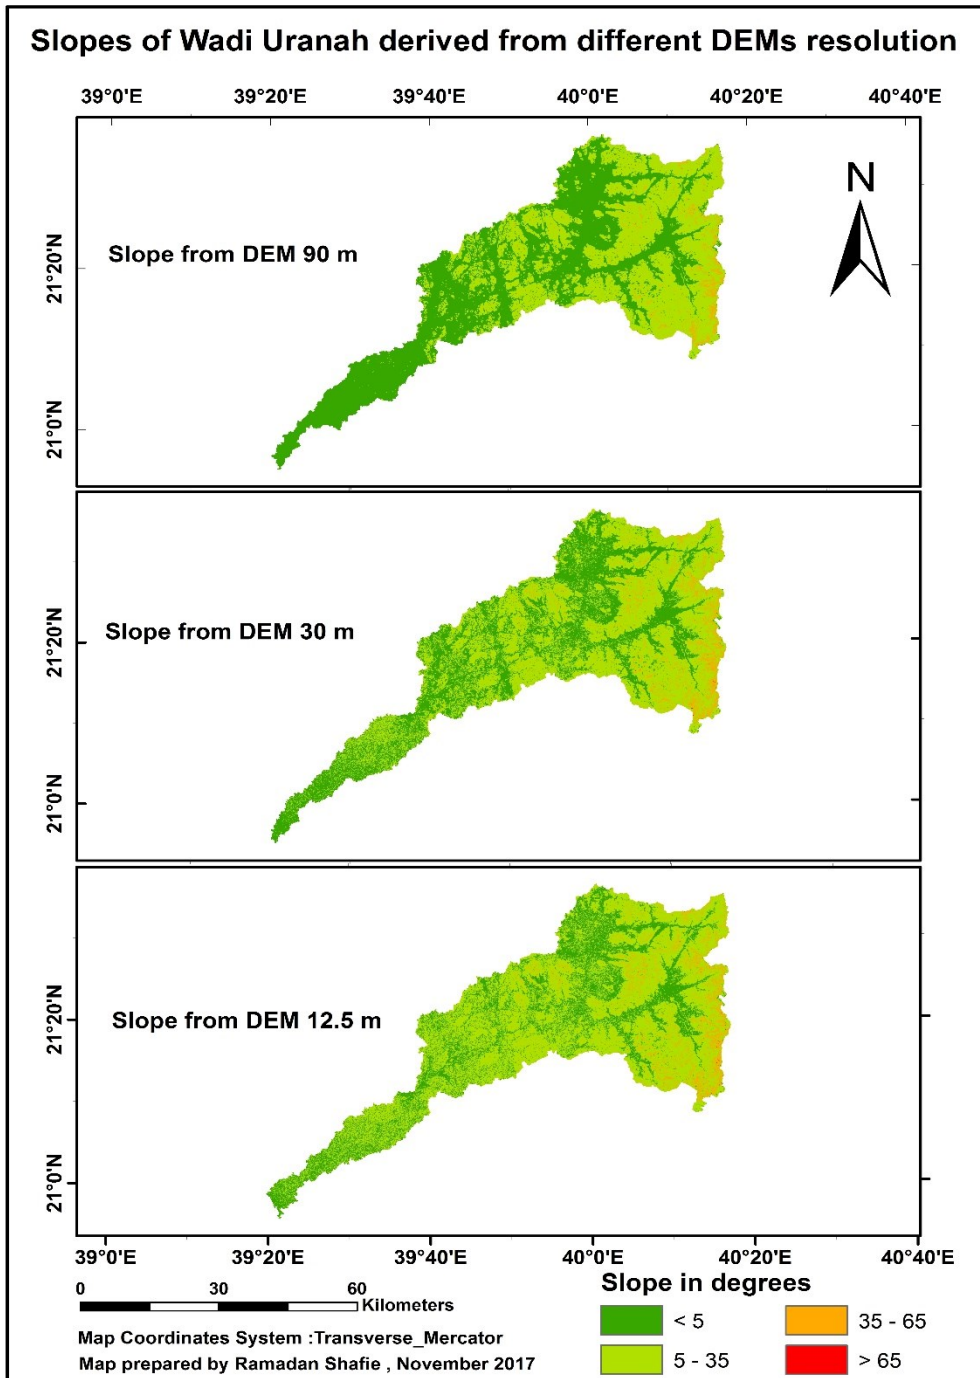 Slopes of Wadi Uranah derived from different DEMs resolution
39°0'E 39°20'E 39°40'E 40°0'E 40°20'E 40°40'E
N
Slope from DEM 90 m
21°20'N
21°0'N
Slope from DEM 30 m
21°20'N
21°0'N
Slope from DEM 12.5 m
21°20'N
21°0'N
39°0'E 39°20'E 39°40'E 40°0'E 40°20'E 40°40'E
0 30 60
Kilometers
Map Coordinates System :Transverse_Mercator
Map prepared by Ramadan Shafie , November 2017
Slope in degrees
< 5 35 - 65
5 - 35 > 65